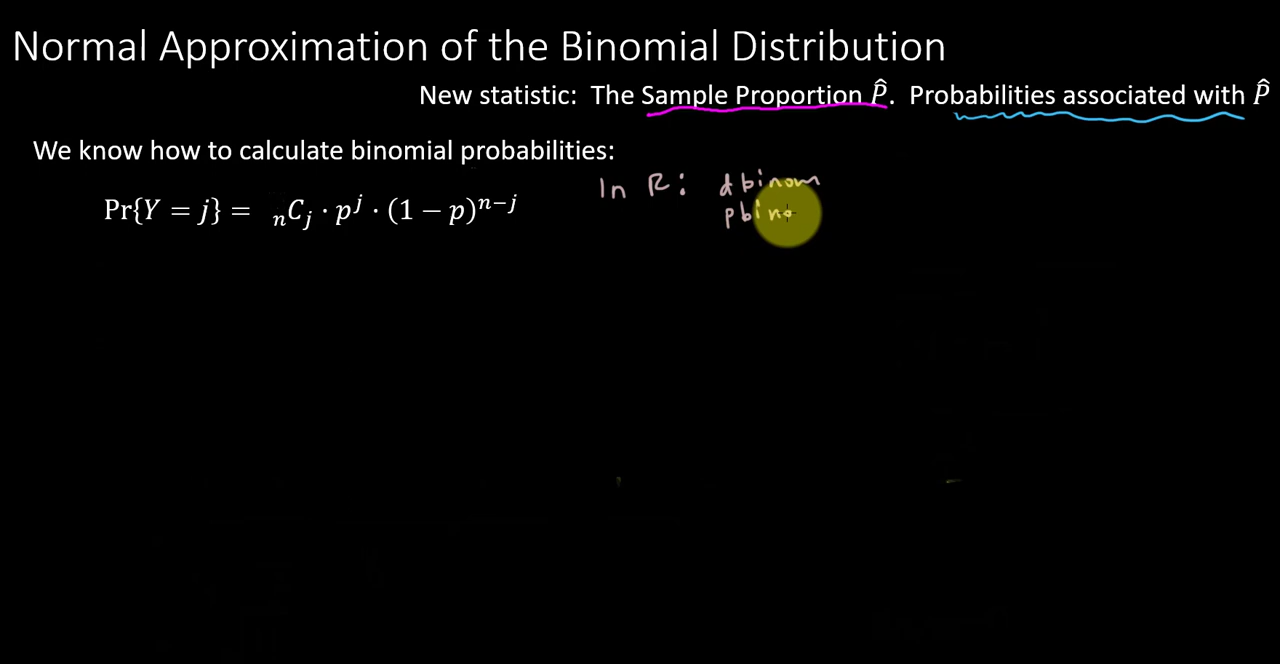 Normal Approximation of the Binomial Distribution
New statistic: The Sample Proportion P̂. Probabilities associated with P̂
We know how to calculate binomial probabilities:
Pr{Y = j} = ₙCⱼ · pʲ · (1 − p)ⁿ⁻ʲ
In R: dbinom
pbino